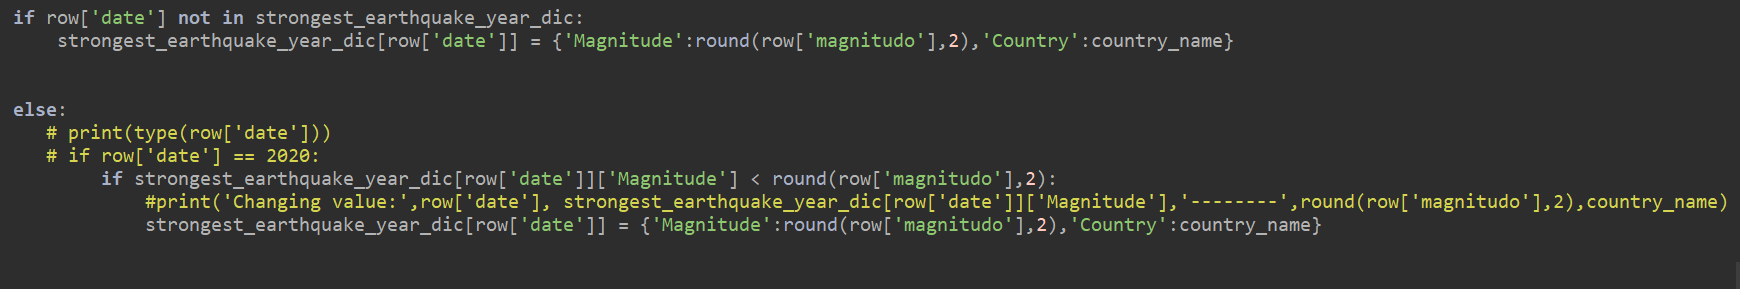 if row['date'] not in strongest_earthquake_year_dic:
    strongest_earthquake_year_dic[row['date']] = {'Magnitude':round(row['magnitudo'],2),'Country':country_name}
else:
   # print(type(row['date']))
   # if row['date'] == 2020:
        if strongest_earthquake_year_dic[row['date']]['Magnitude'] < round(row['magnitudo'],2):
            #print('Changing value:',row['date'], strongest_earthquake_year_dic[row['date']]['Magnitude'],'--------',round(row['magnitudo'],2),country_name)
            strongest_earthquake_year_dic[row['date']] = {'Magnitude':round(row['magnitudo'],2),'Country':country_name}